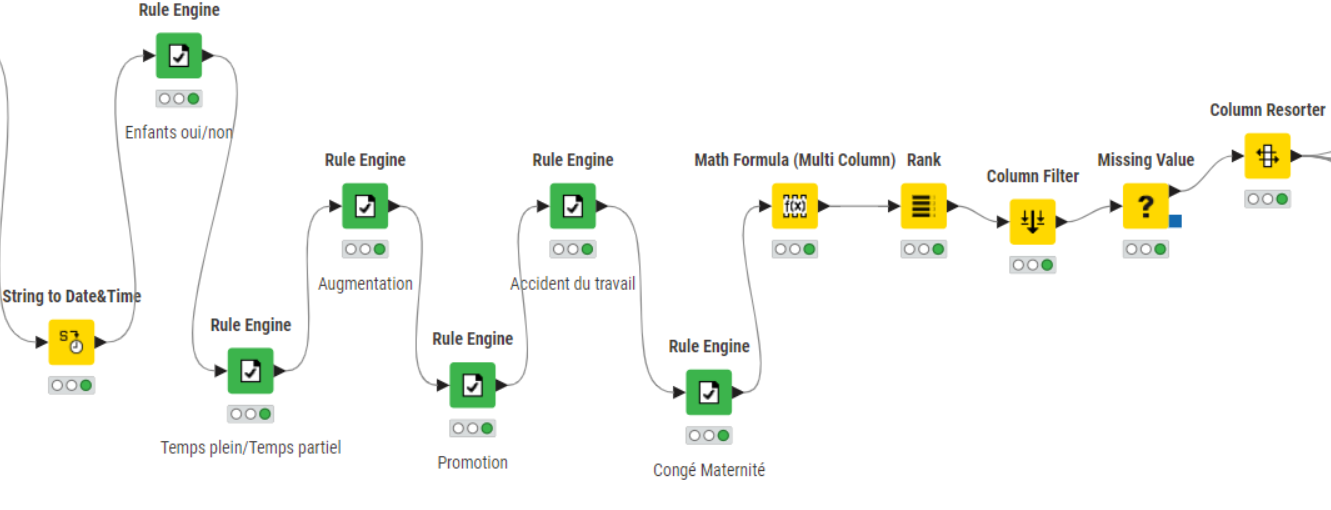 Rule Engine
Enfants oui/non
String to Date&Time
Rule Engine
Temps plein/Temps partiel
Rule Engine
Augmentation
Rule Engine
Promotion
Rule Engine
Accident du travail
Rule Engine
Congé Maternité
Math Formula (Multi Column)
f(x)
Rank
Column Filter
Missing Value
?
Column Resorter
S